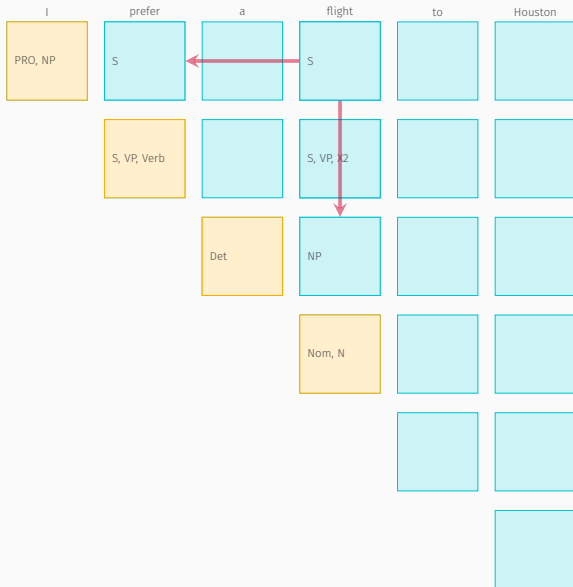 I prefer a flight to Houston
PRO, NP S S
S, VP, Verb S, VP, X2
Det NP
Nom, N